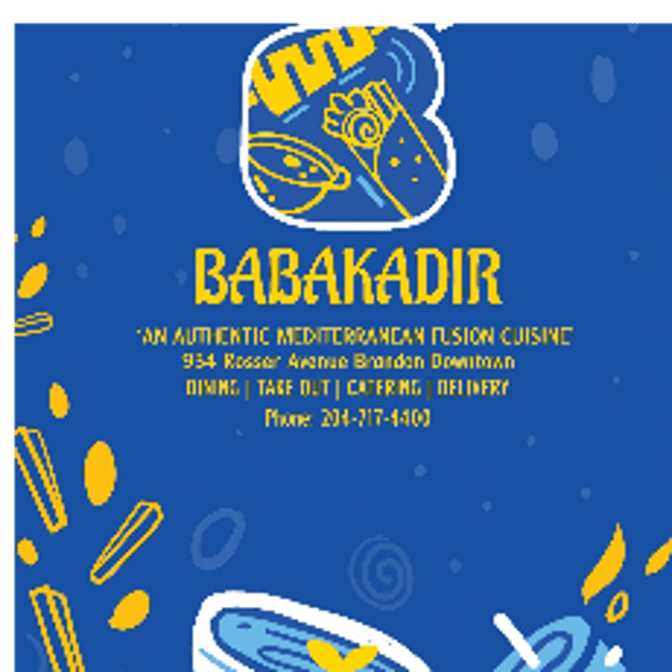 BABAKADIR
"AN AUTHENTIC MEDITERRANEAN FUSION CUISINE"
934 Rosser Avenue Brandon Downtown
DINING | TAKE OUT | CATERING | DELIVERY
Phone: 204-717-4400